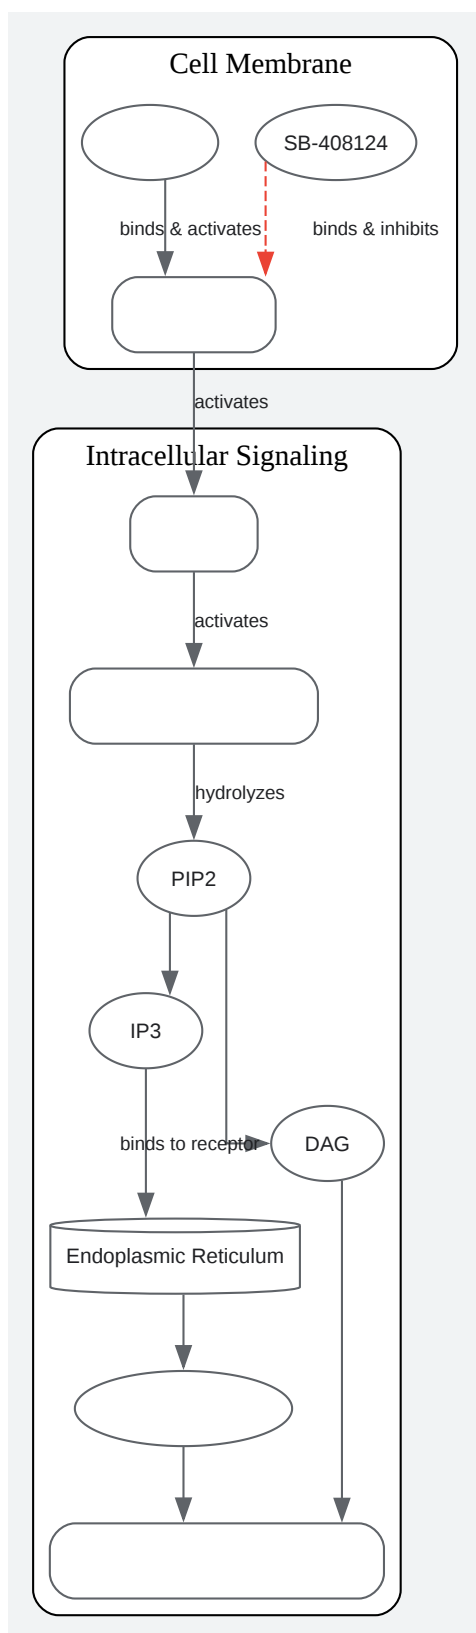 Cell Membrane
SB-408124
binds & activates
binds & inhibits
activates
Intracellular Signaling
activates
hydrolyzes
PIP2
IP3
binds to receptor
DAG
Endoplasmic Reticulum